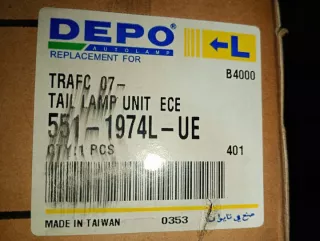 DEPO
AUTOLAMP
REPLACEMENT FOR
L
B4000
TRAFC 07-
TAIL LAMP UNIT ECE
551-1974L-UE
QTY:1 PCS
401
MADE IN TAIWAN
0353
صنع في تايوان